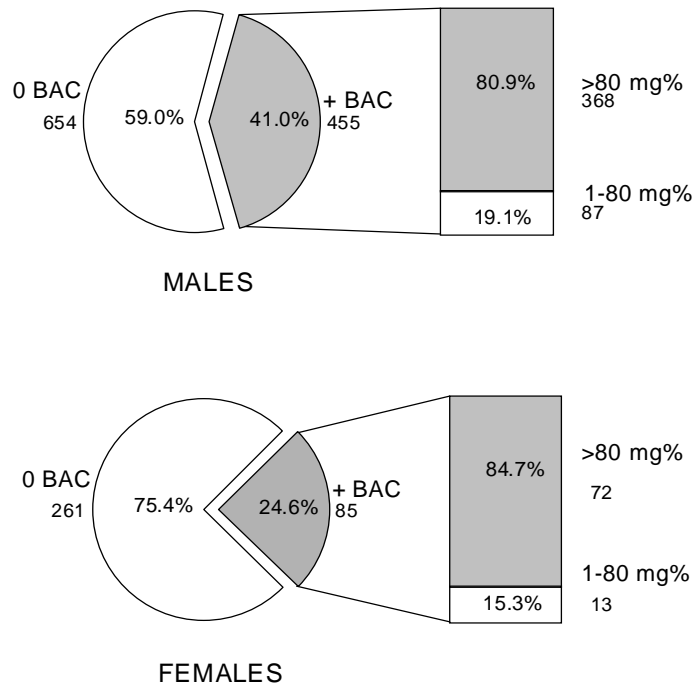 0 BAC
654
59.0%
41.0%
+ BAC
455
80.9%
>80 mg%
368
1-80 mg%
87
19.1%
MALES
0 BAC
261
75.4%
24.6%
+ BAC
85
84.7%
>80 mg%
72
1-80 mg%
15.3%
13
FEMALES